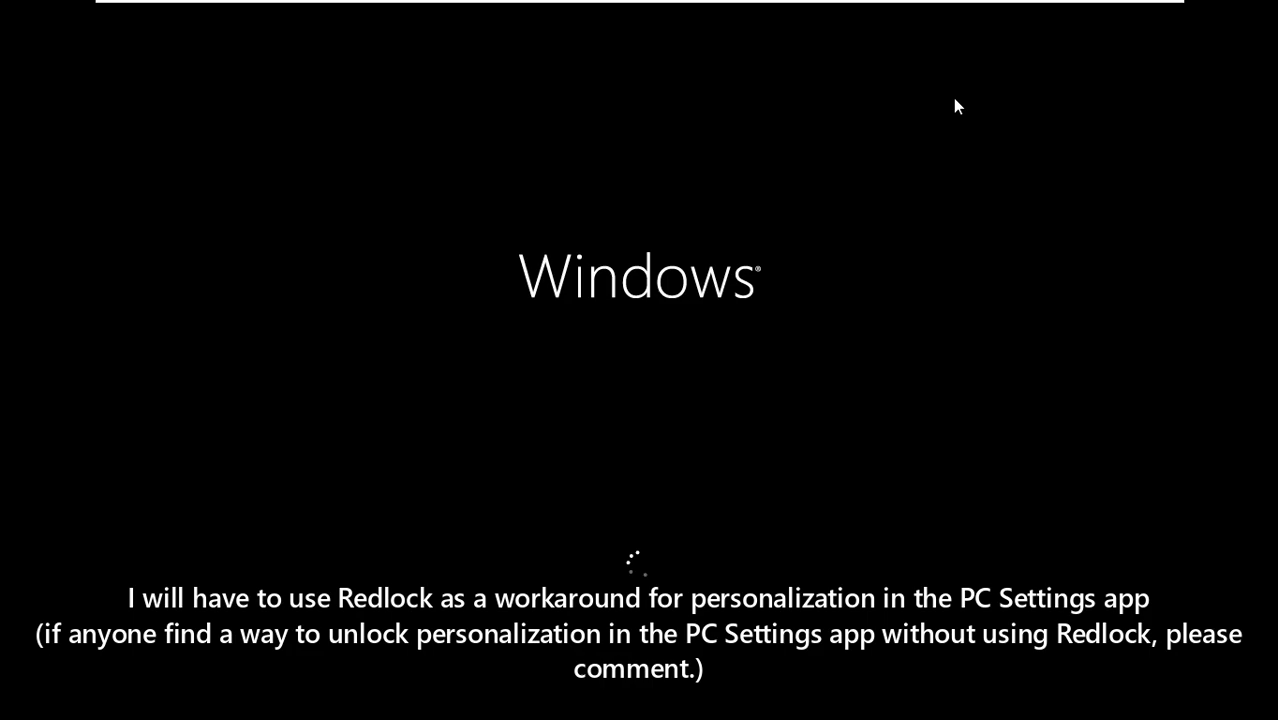 Windows®
I will have to use Redlock as a workaround for personalization in the PC Settings app
(if anyone find a way to unlock personalization in the PC Settings app without using Redlock, please
comment.)